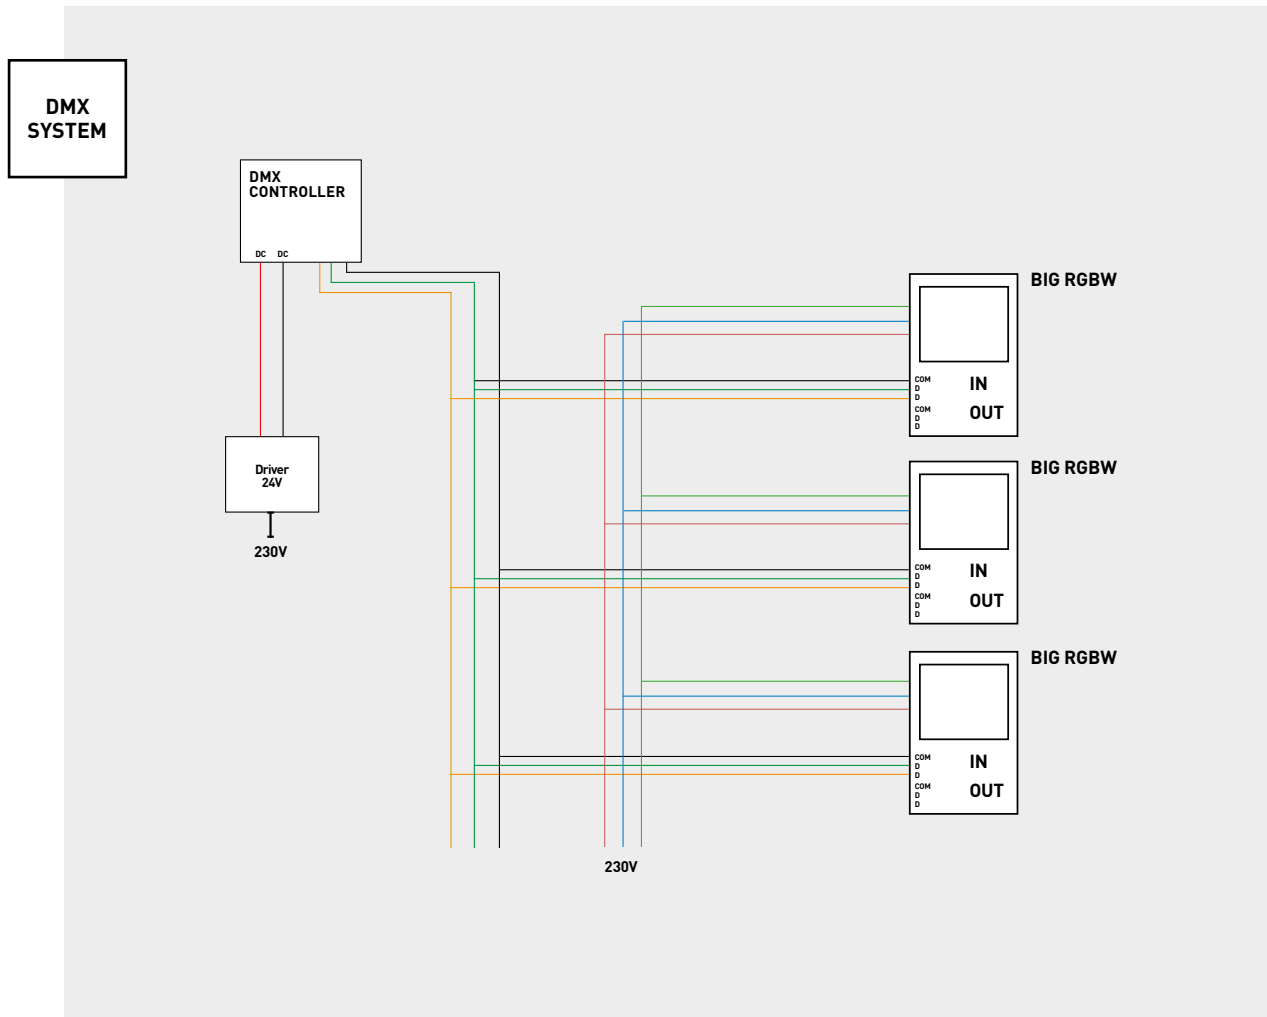 DMX
SYSTEM
DMX
CONTROLLER
DC DC
Driver
24V
230V
BIG RGBW
COM
D
D
IN
COM
D
D
OUT
BIG RGBW
COM
D
D
IN
COM
D
D
OUT
BIG RGBW
COM
D
D
IN
COM
D
D
OUT
230V